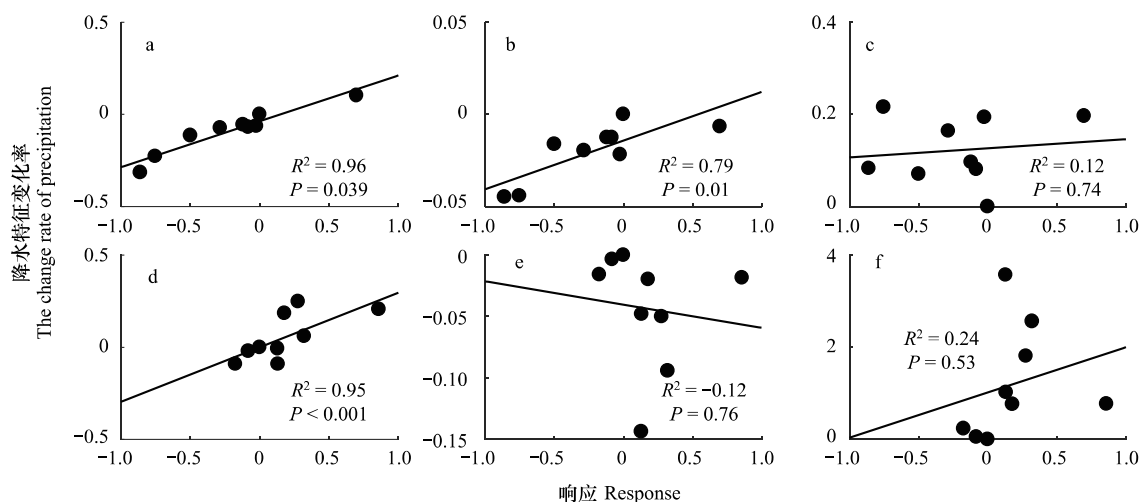 降水特征变化率
The change rate of precipitation
0.5
0
−0.5
a
R² = 0.96
P = 0.039
−1.0 −0.5 0 0.5 1.0
0.05
0
−0.05
b
R² = 0.79
P = 0.01
−1.0 −0.5 0 0.5 1.0
0.4
0.2
0
c
R² = 0.12
P = 0.74
−1.0 −0.5 0 0.5 1.0
0.5
0
−0.5
d
R² = 0.95
P < 0.001
−1.0 −0.5 0 0.5 1.0
0
−0.05
−0.10
−0.15
e
R² = −0.12
P = 0.76
−1.0 −0.5 0 0.5 1.0
4
2
0
f
R² = 0.24
P = 0.53
−1.0 −0.5 0 0.5 1.0
响应 Response